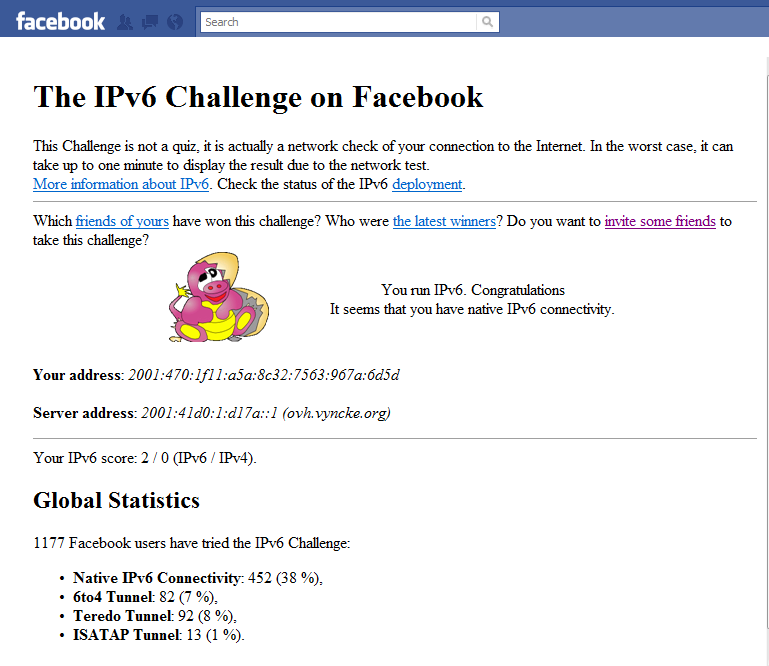 facebook
Search
The IPv6 Challenge on Facebook
This Challenge is not a quiz, it is actually a network check of your connection to the Internet. In the worst case, it can
take up to one minute to display the result due to the network test.
More information about IPv6. Check the status of the IPv6 deployment.
Which friends of yours have won this challenge? Who were the latest winners? Do you want to invite some friends to
take this challenge?
You run IPv6. Congratulations
It seems that you have native IPv6 connectivity.
Your address: 2001:470:1f11:a5a:8c32:7563:967a:6d5d
Server address: 2001:41d0:1:d17a::1 (ovh.vyncke.org)
Your IPv6 score: 2 / 0 (IPv6 / IPv4).
Global Statistics
1177 Facebook users have tried the IPv6 Challenge:
• Native IPv6 Connectivity: 452 (38 %),
• 6to4 Tunnel: 82 (7 %),
• Teredo Tunnel: 92 (8 %),
• ISATAP Tunnel: 13 (1 %).